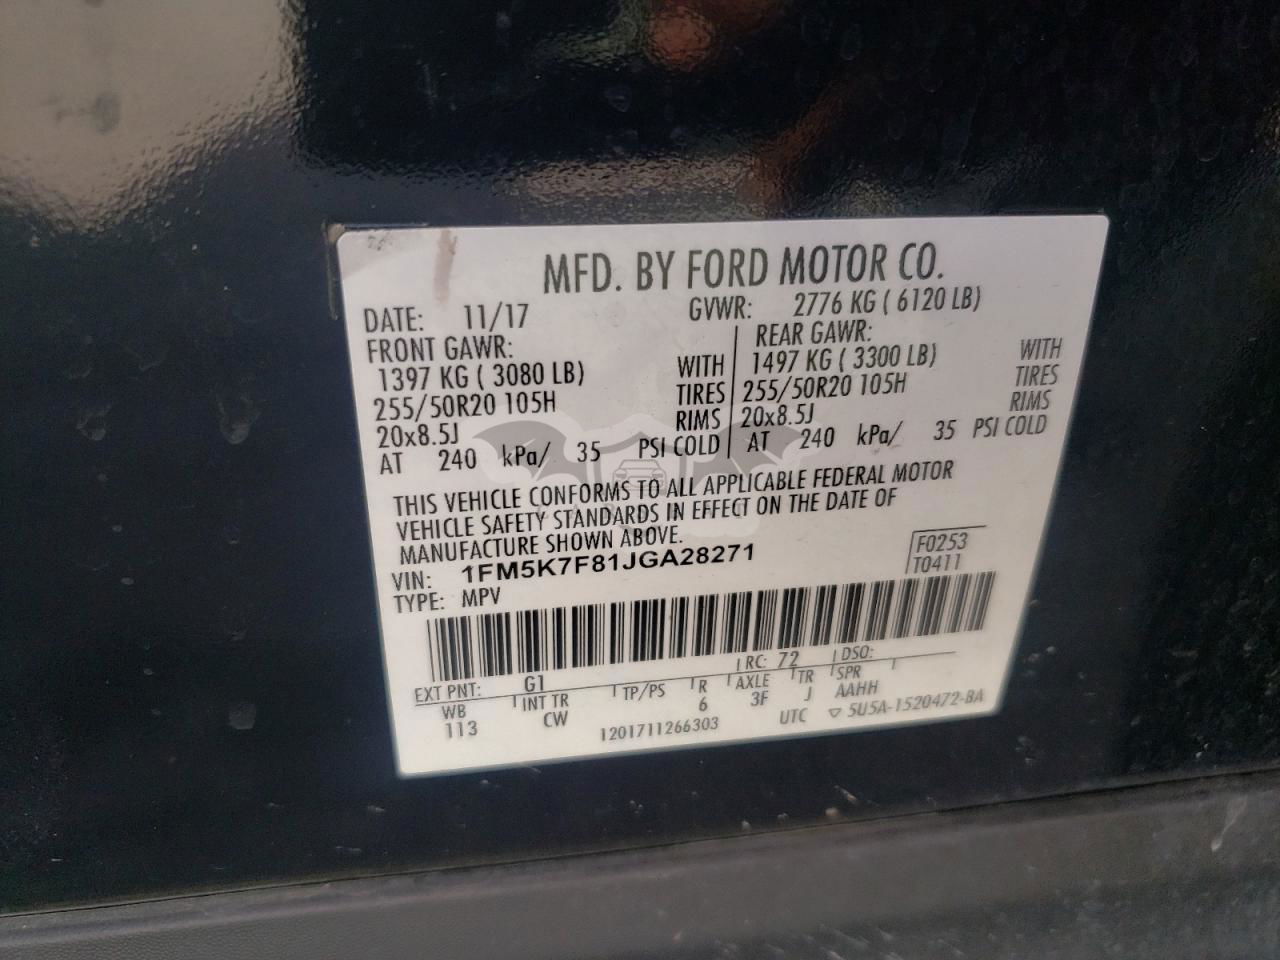 MFD. BY FORD MOTOR CO.
DATE: 11/17 GVWR: 2776 KG ( 6120 LB)
FRONT GAWR: REAR GAWR:
1397 KG ( 3080 LB) WITH 1497 KG ( 3300 LB) WITH
255/50R20 105H TIRES 255/50R20 105H TIRES
20x8.5J RIMS 20x8.5J RIMS
AT 240 kPa/ 35 PSI COLD AT 240 kPa/ 35 PSI COLD
THIS VEHICLE CONFORMS TO ALL APPLICABLE FEDERAL MOTOR
VEHICLE SAFETY STANDARDS IN EFFECT ON THE DATE OF
MANUFACTURE SHOWN ABOVE.
VIN: 1FM5K7F81JGA28271 F0253
TYPE: MPV T0411
EXT PNT: G1 RC: 72 DSO:
WB INT TR TP/PS R AXLE TR SPR
113 CW 6 3F J AAHH
1201711266303 UTC ▽ 5U5A-1520472-BA